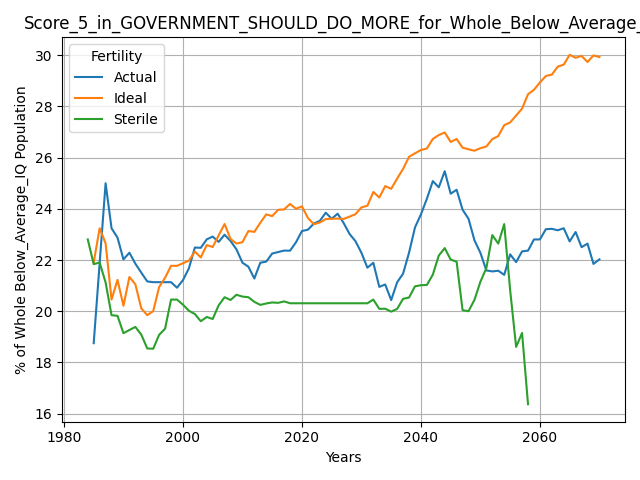 Score_5_in_GOVERNMENT_SHOULD_DO_MORE_for_Whole_Below_Average_
Fertility
Actual
Ideal
Sterile
% of Whole Below_Average_IQ Population
30
28
26
24
22
20
18
16
1980
2000
2020
2040
2060
Years